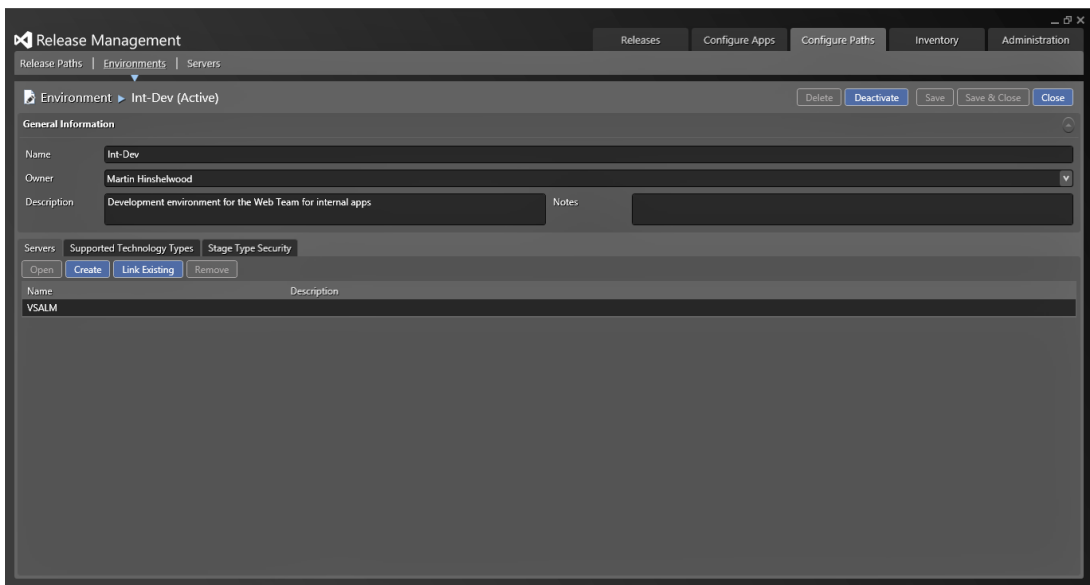 Release Management
Releases Configure Apps Configure Paths Inventory Administration
Release Paths | Environments | Servers
Environment ▸ Int-Dev (Active)
Delete Deactivate Save Save & Close Close
General Information
Name Int-Dev
Owner Martin Hinshelwood
Description Development environment for the Web Team for internal apps Notes
Servers Supported Technology Types Stage Type Security
Open Create Link Existing Remove
Name Description
VSALM